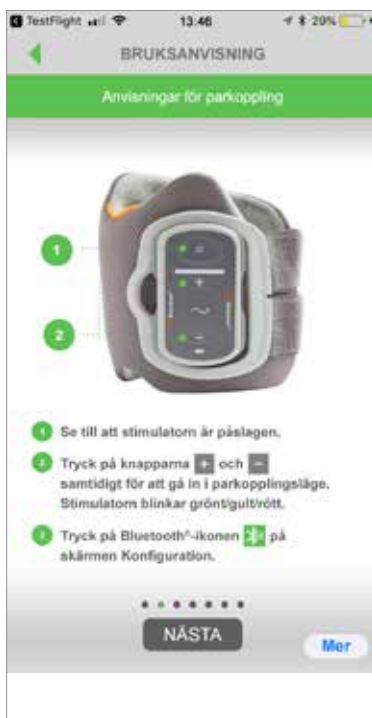 TestFlight 13:46 20%
BRUKSANVISNING
Anvisningar för parkoppling
1
2
1 Se till att stimulatorn är påslagen.
2 Tryck på knapparna + och −
samtidigt för att gå in i parkopplingsläge.
Stimulatorn blinkar grönt/gult/rött.
3 Tryck på Bluetooth®-ikonen på
skärmen Konfiguration.
NÄSTA
Mer